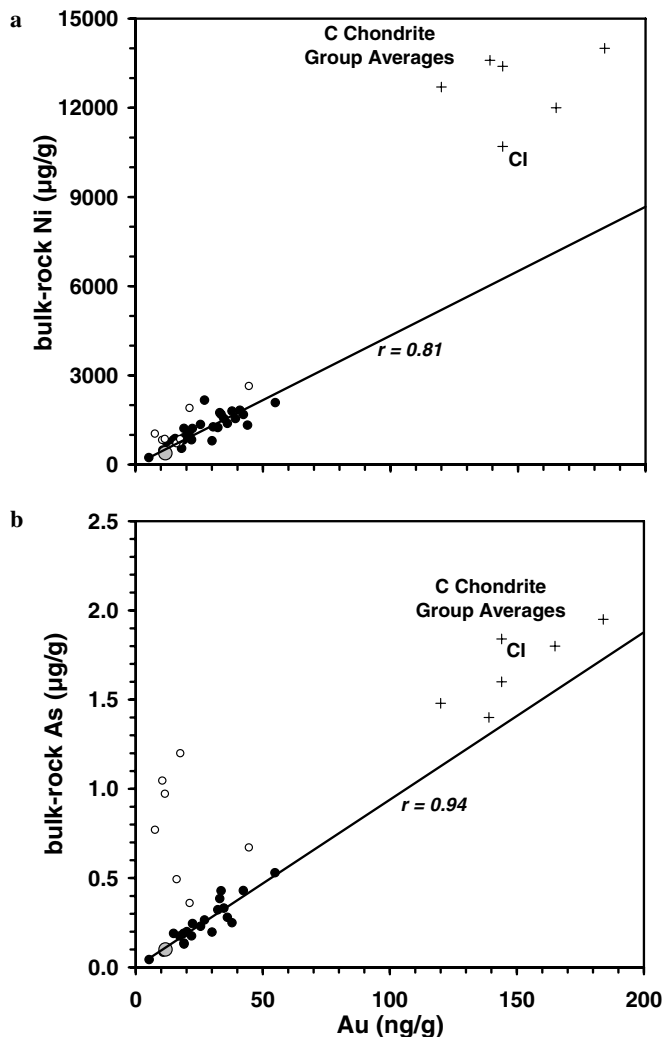 a
15000
12000
9000
6000
3000
0
bulk-rock Ni (µg/g)
C Chondrite
Group Averages
CI
r = 0.81
b
2.5
2.0
1.5
1.0
0.5
0.0
bulk-rock As (µg/g)
C Chondrite
Group Averages
CI
r = 0.94
0 50 100 150 200
Au (ng/g)